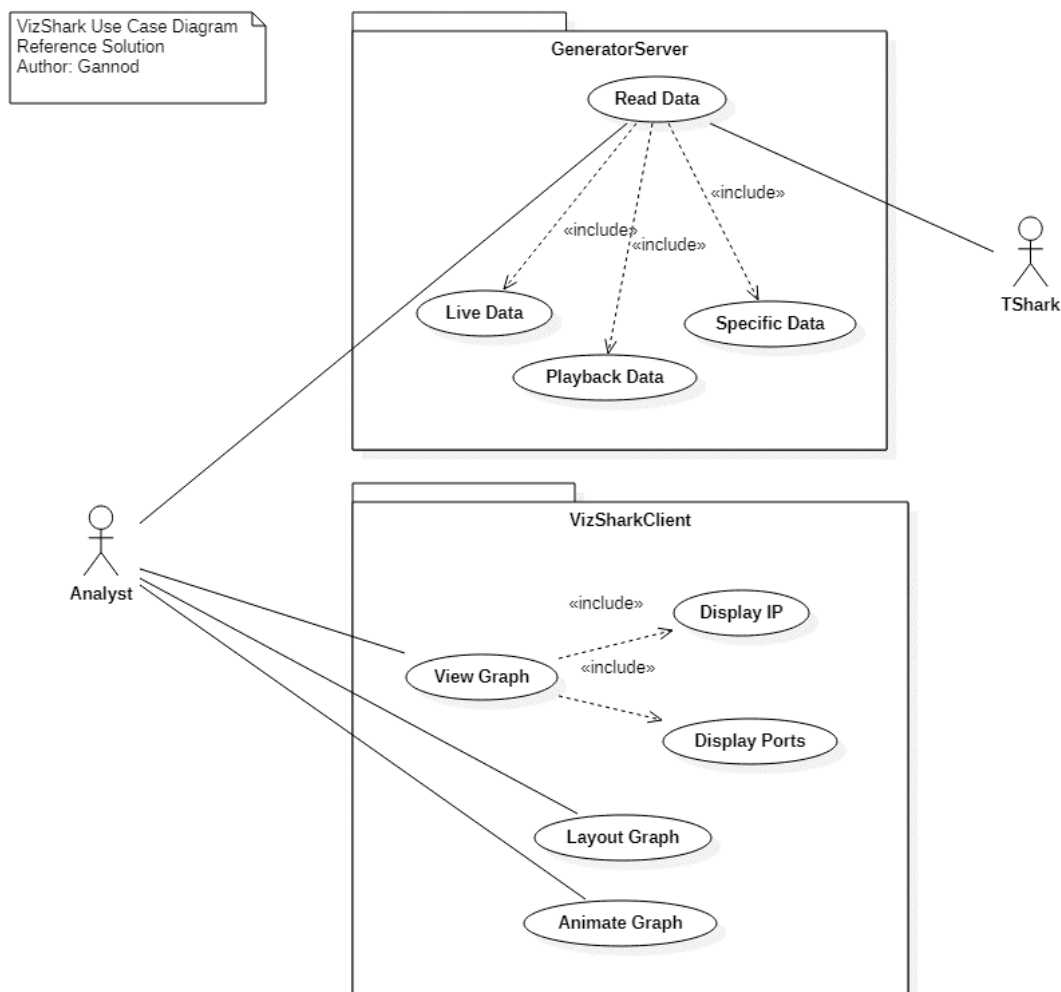 VizShark Use Case Diagram
Reference Solution
Author: Gannod
GeneratorServer
Read Data
«include»
«include»
«include»
Live Data
Specific Data
Playback Data
TShark
Analyst
VizSharkClient
«include»
Display IP
«include»
View Graph
Display Ports
Layout Graph
Animate Graph